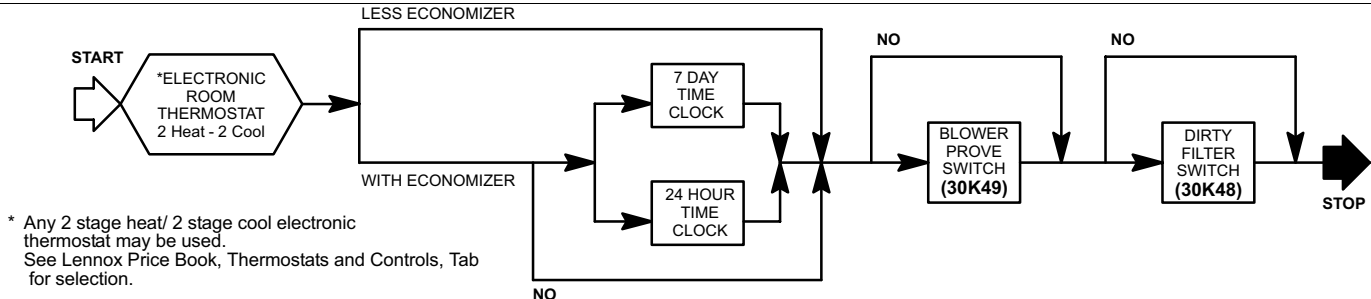 LESS ECONOMIZER
START
*ELECTRONIC
ROOM
THERMOSTAT
2 Heat - 2 Cool
7 DAY
TIME
CLOCK
NO
NO
BLOWER
PROVE
SWITCH
(30K49)
DIRTY
FILTER
SWITCH
(30K48)
STOP
WITH ECONOMIZER
24 HOUR
TIME
CLOCK
NO
* Any 2 stage heat/ 2 stage cool electronic
thermostat may be used.
See Lennox Price Book, Thermostats and Controls, Tab
for selection.